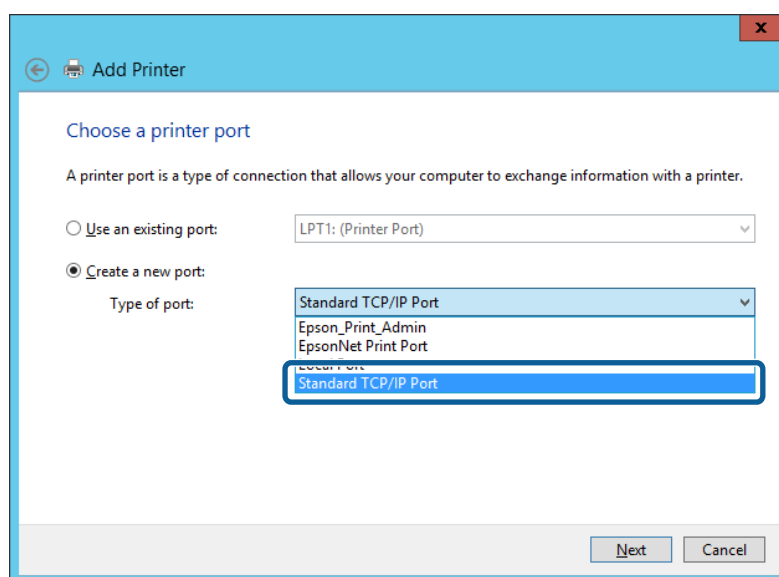 x
Add Printer
Choose a printer port
A printer port is a type of connection that allows your computer to exchange information with a printer.
Use an existing port:
LPT1: (Printer Port)
Create a new port:
Type of port:
Standard TCP/IP Port
Epson_Print_Admin
EpsonNet Print Port
Local Port
Standard TCP/IP Port
Next
Cancel